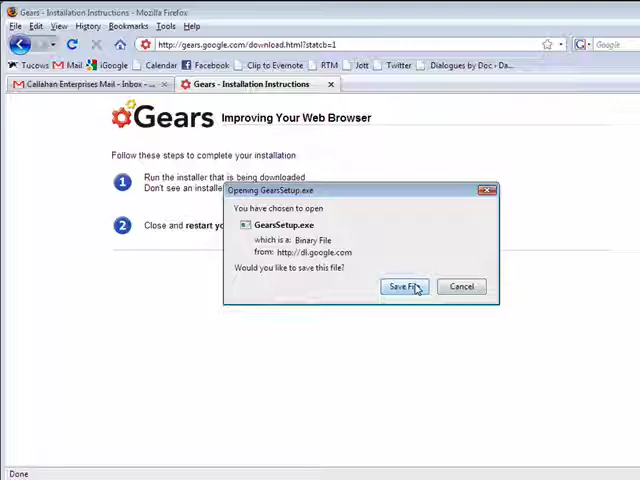 Gears - Installation Instructions - Mozilla Firefox
File Edit View History Bookmarks Tools Help
http://gears.google.com/download.html?statcb=1
Google
Tucows Mail iGoogle Calendar Facebook Clip to Evernote RTM Jott Twitter Dialogues by Doc › Da...
Callahan Enterprises Mail - Inbox - ... Gears - Installation Instructions
Gears Improving Your Web Browser
Follow these steps to complete your installation
1 Run the installer that is being downloaded
Don't see an installe
2 Close and restart yo
Opening GearsSetup.exe
You have chosen to open
GearsSetup.exe
which is a: Binary File
from: http://dl.google.com
Would you like to save this file?
Save File Cancel
Done